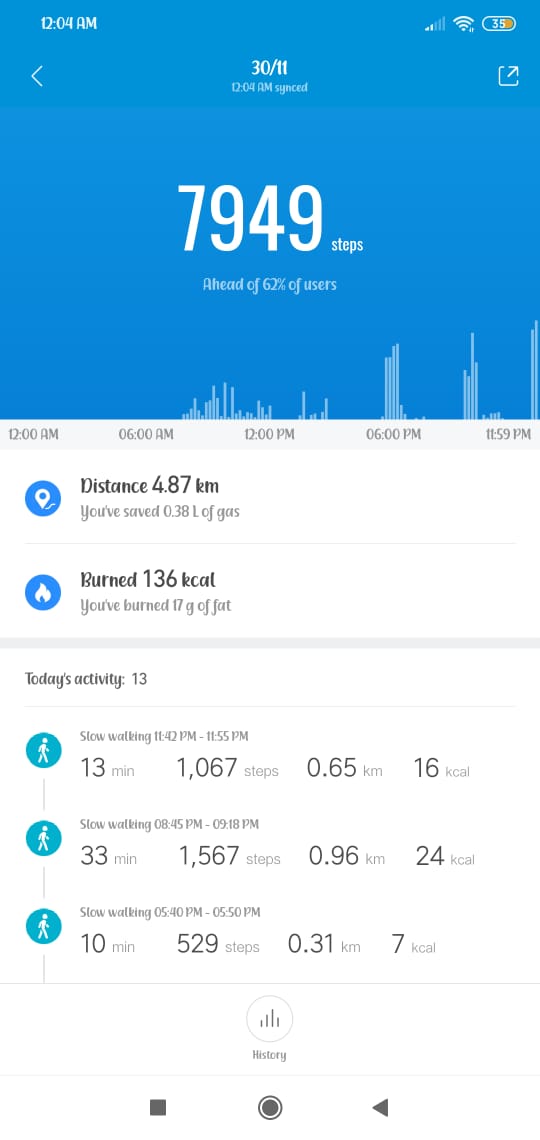 12:04 AM
35
30/11
12:04 AM synced
7949 steps
Ahead of 62% of users
12:00 AM 06:00 AM 12:00 PM 06:00 PM 11:59 PM
Distance 4.87 km
You've saved 0.38 L of gas
Burned 136 kcal
You've burned 17 g of fat
Today's activity: 13
Slow walking 11:42 PM - 11:55 PM
13 min 1,067 steps 0.65 km 16 kcal
Slow walking 08:45 PM - 09:18 PM
33 min 1,567 steps 0.96 km 24 kcal
Slow walking 05:40 PM - 05:50 PM
10 min 529 steps 0.31 km 7 kcal
History